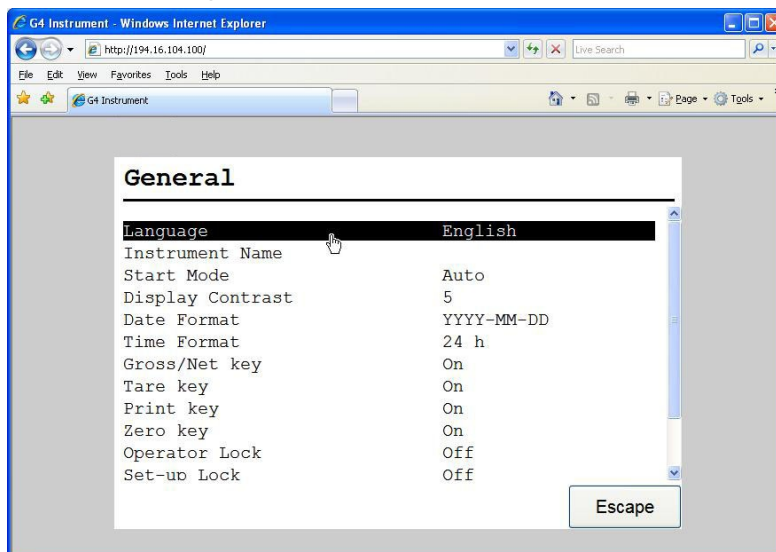 G4 Instrument - Windows Internet Explorer
http://194.16.104.100/
Live Search
File Edit View Favorites Tools Help
G4 Instrument
Page Tools
General
Language English
Instrument Name
Start Mode Auto
Display Contrast 5
Date Format YYYY-MM-DD
Time Format 24 h
Gross/Net key On
Tare key On
Print key On
Zero key On
Operator Lock Off
Set-up Lock Off
Escape